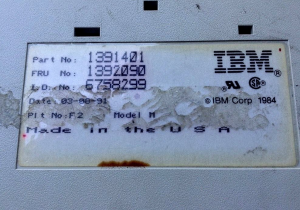 Part No: 1391401
FRU No: 1392090
I.D. No: 6758299
Date: 03-08-91
Plt No: F2 Model M
Made in the USA
IBM®
© IBM Corp 1984